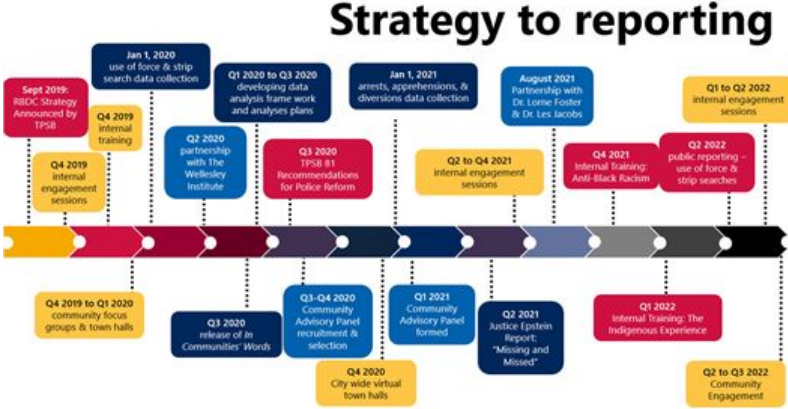 Strategy to reporting
Sept 2019:
RBDC Strategy
Announced by
TPSB
Q4 2019
internal
engagement
sessions
Q4 2019
internal
training
Jan 1, 2020
use of force & strip
search data collection
Q2 2020
partnership
with The
Wellesley
Institute
Q1 2020 to Q3 2020
developing data
analysis frame work
and analyses plans
Q3 2020
TPSB 81
Recommendations
for Police Reform
Jan 1, 2021
arrests, apprehensions, &
diversions data collection
Q2 to Q4 2021
internal engagement
sessions
August 2021
Partnership with
Dr. Lorne Foster
& Dr. Les Jacobs
Q4 2021
Internal Training:
Anti-Black Racism
Q2 2022
public reporting –
use of force &
strip searches
Q1 to Q2 2022
internal engagement
sessions
Q4 2019 to Q1 2020
community focus
groups & town halls
Q3 2020
release of In
Communities' Words
Q3-Q4 2020
Community
Advisory Panel
recruitment &
selection
Q4 2020
City wide virtual
town halls
Q1 2021
Community
Advisory Panel
formed
Q2 2021
Justice Epstein
Report:
"Missing and
Missed"
Q1 2022
Internal Training: The
Indigenous Experience
Q2 to Q3 2022
Community
Engagement